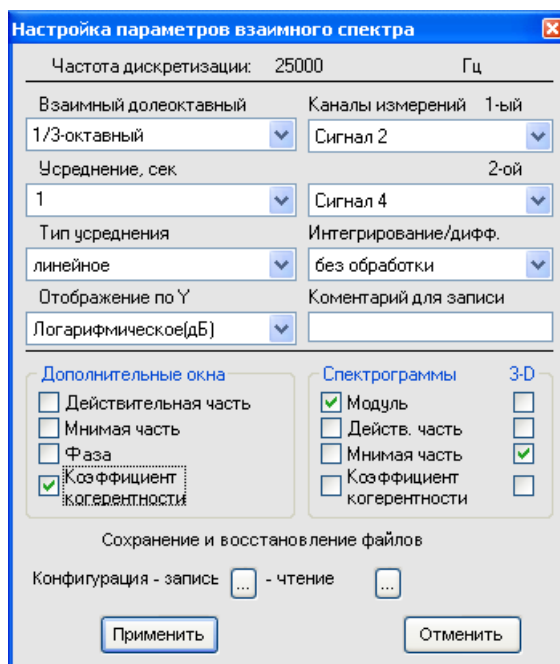 Настройка параметров взаимного спектра
Частота дискретизации: 25000 Гц
Взаимный долеоктавный
Каналы измерений 1-ый
1/3-октавный
Сигнал 2
Усреднение, сек
2-ой
1
Сигнал 4
Тип усреднения
Интегрирование/дифф.
линейное
без обработки
Отображение по Y
Коментарий для записи
Логарифмическое(дБ)
Дополнительные окна
Действительная часть
Мнимая часть
Фаза
Коэффициент
когерентности
Спектрограммы 3-D
Модуль
Действ. часть
Мнимая часть
Коэффициент
когерентности
Сохранение и восстановление файлов
Конфигурация - запись ... - чтение ...
Применить
Отменить